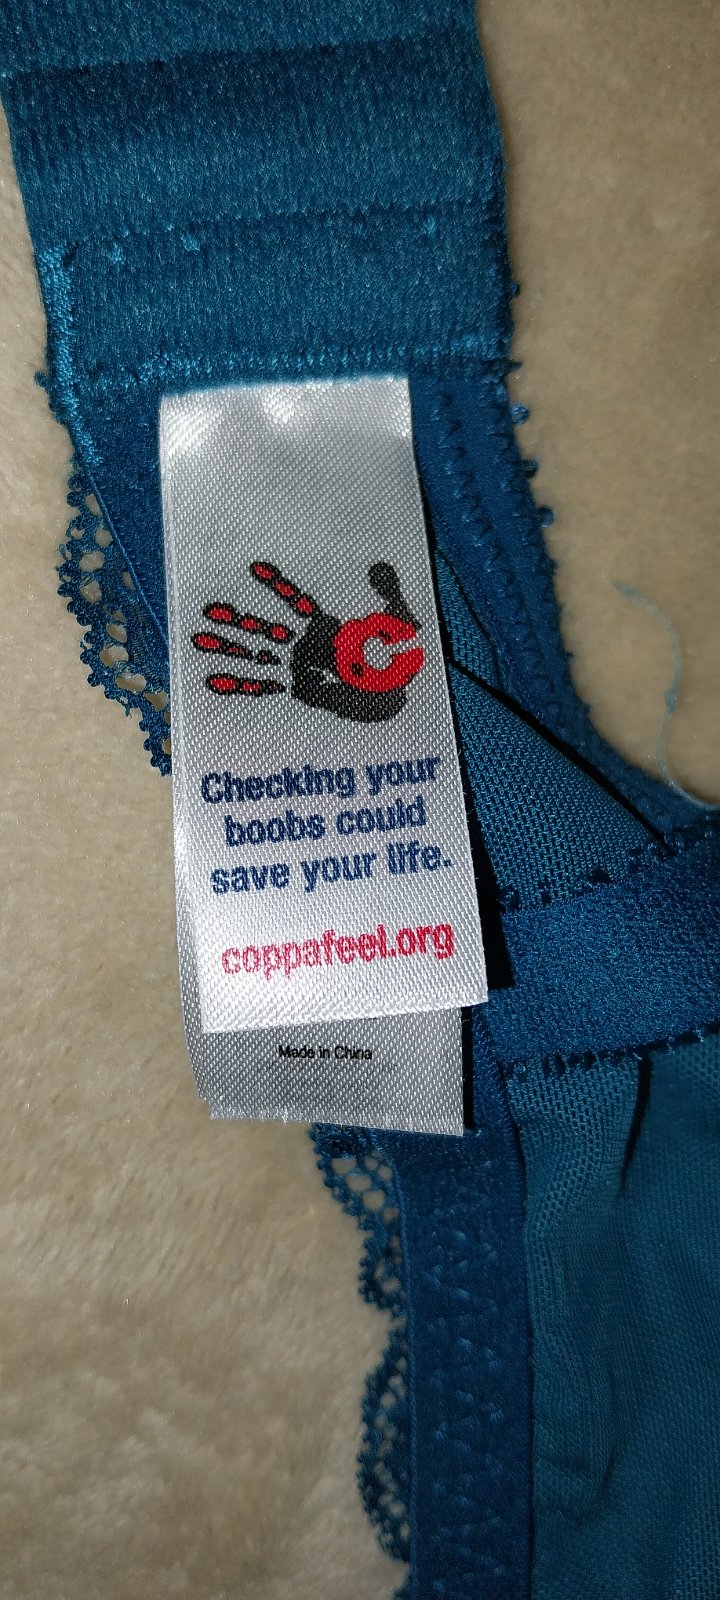 Checking your
boobs could
save your life.
coppafeel.org
Made in China